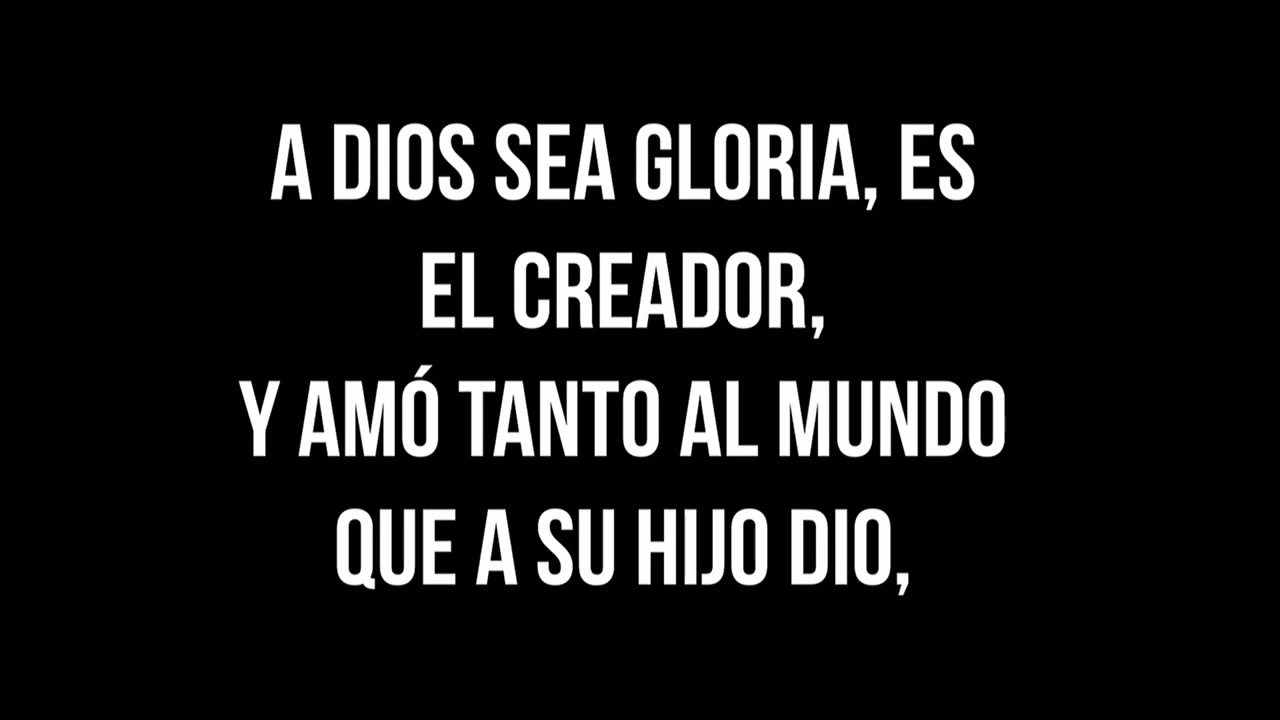 A DIOS SEA GLORIA, ES
EL CREADOR,
Y AMÓ TANTO AL MUNDO
QUE A SU HIJO DIO,